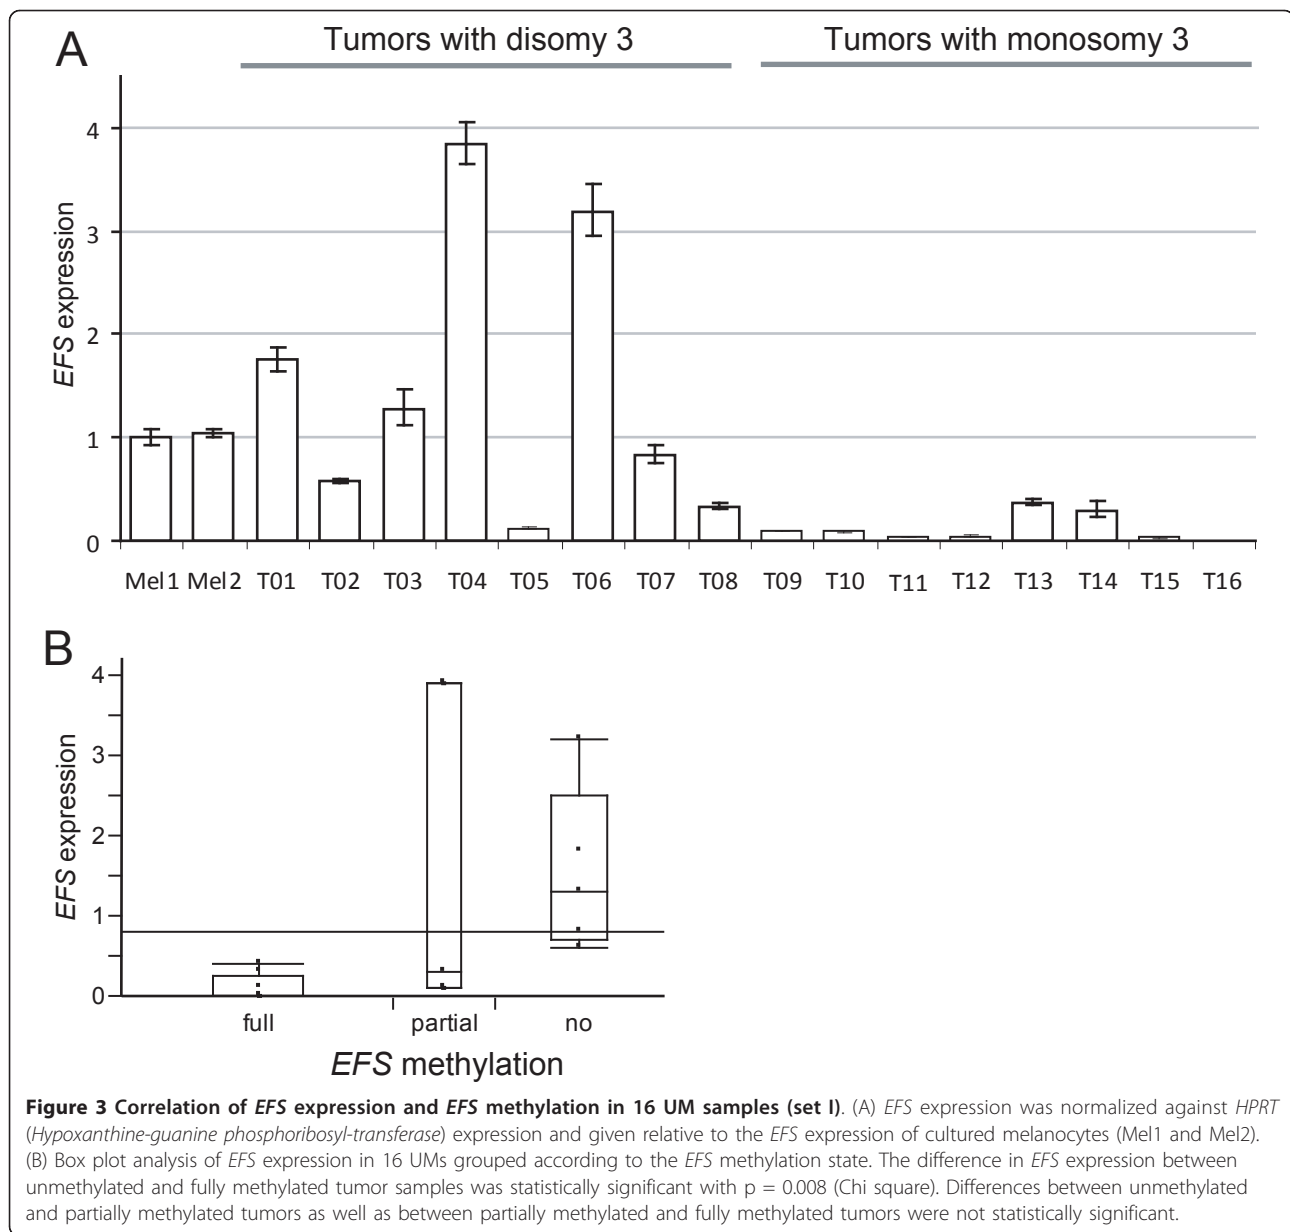 A
Tumors with disomy 3
Tumors with monosomy 3
EFS expression
4
3
2
1
0
Mel1 Mel2 T01 T02 T03 T04 T05 T06 T07 T08 T09 T10 T11 T12 T13 T14 T15 T16
B
EFS expression
4
3
2
1
0
full partial no
EFS methylation
Figure 3 Correlation of EFS expression and EFS methylation in 16 UM samples (set I). (A) EFS expression was normalized against HPRT
(Hypoxanthine-guanine phosphoribosyl-transferase) expression and given relative to the EFS expression of cultured melanocytes (Mel1 and Mel2).
(B) Box plot analysis of EFS expression in 16 UMs grouped according to the EFS methylation state. The difference in EFS expression between
unmethylated and fully methylated tumor samples was statistically significant with p = 0.008 (Chi square). Differences between unmethylated
and partially methylated tumors as well as between partially methylated and fully methylated tumors were not statistically significant.